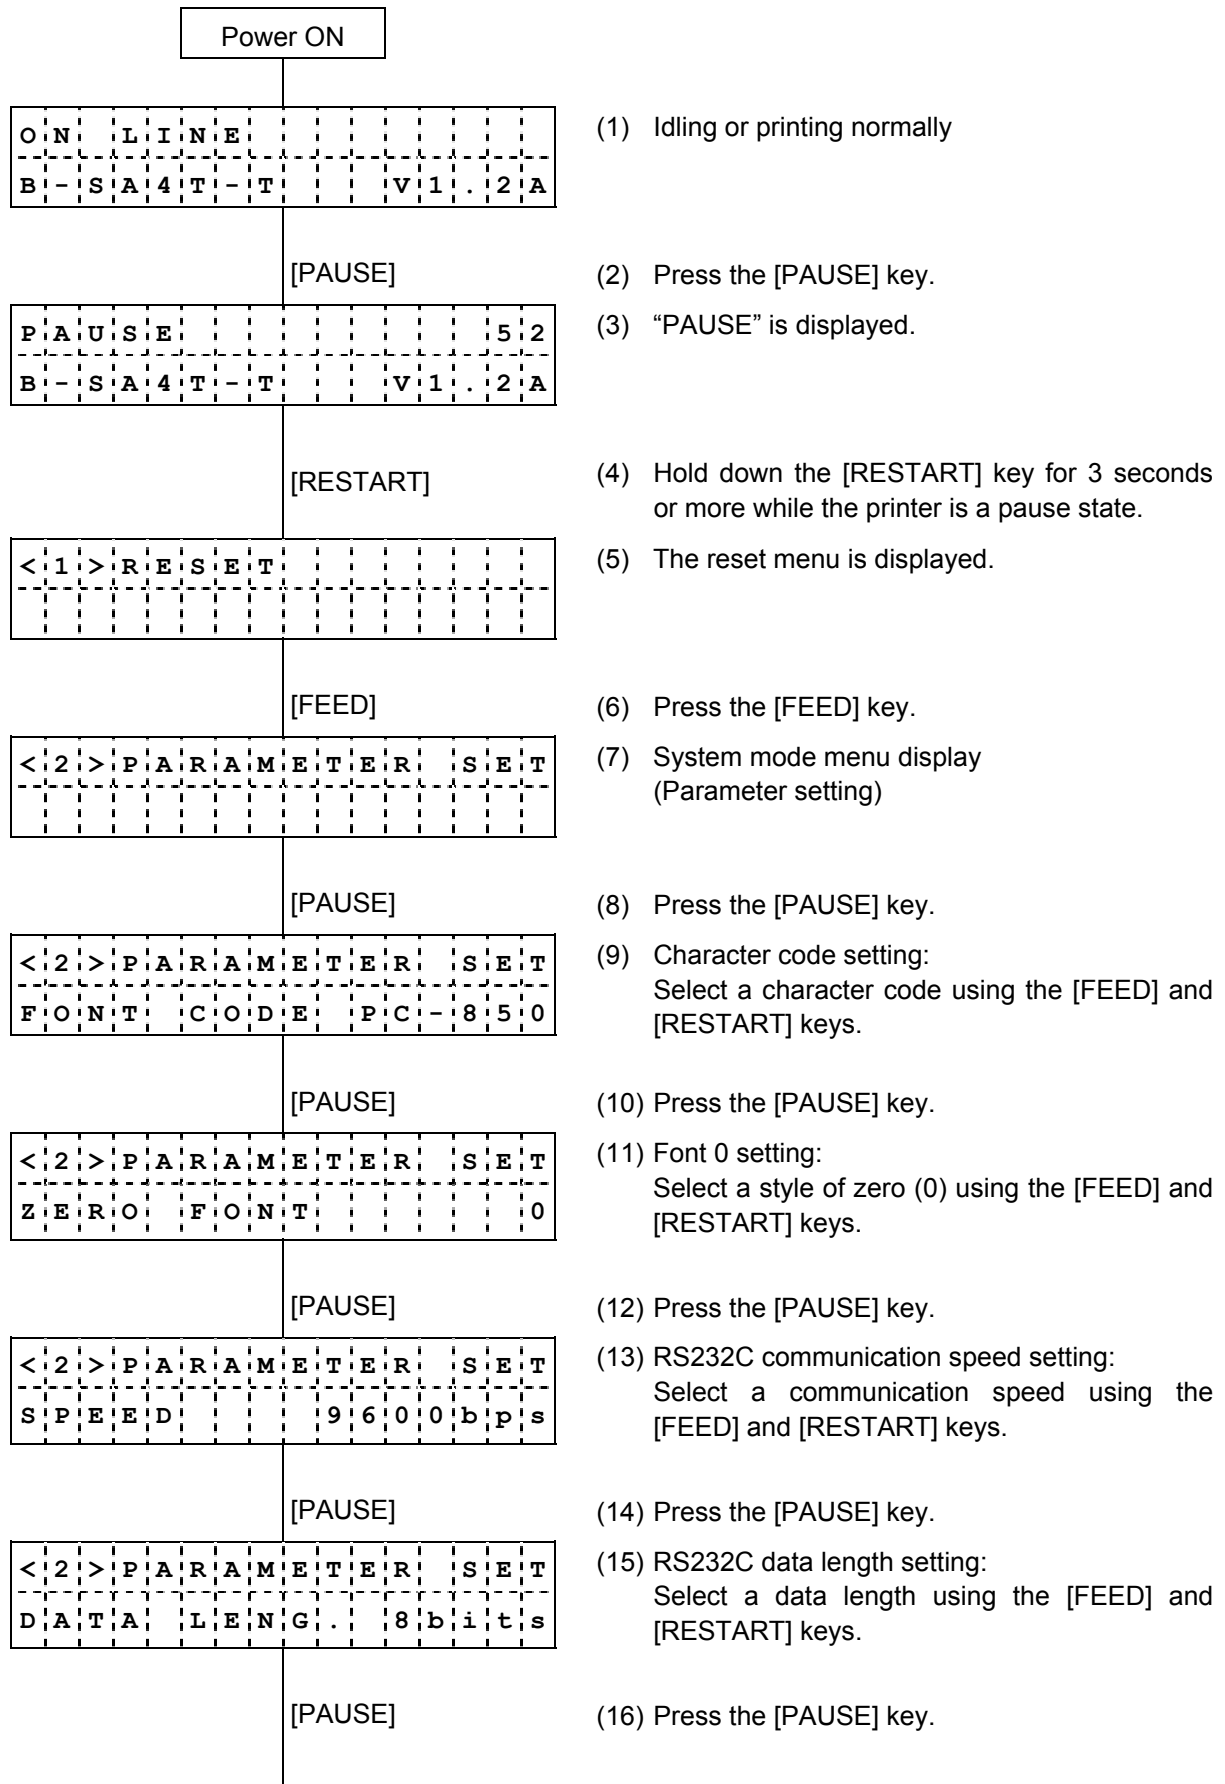 Power ON
ON LINE
B-SA4T-T   V1.2A
(1) Idling or printing normally
[PAUSE]
(2) Press the [PAUSE] key.
PAUSE         52
B-SA4T-T   V1.2A
(3) “PAUSE” is displayed.
[RESTART]
(4) Hold down the [RESTART] key for 3 seconds
or more while the printer is a pause state.
<1>RESET
(5) The reset menu is displayed.
[FEED]
(6) Press the [FEED] key.
<2>PARAMETER SET
(7) System mode menu display
(Parameter setting)
[PAUSE]
(8) Press the [PAUSE] key.
<2>PARAMETER SET
FONT CODE PC-850
(9) Character code setting:
Select a character code using the [FEED] and
[RESTART] keys.
[PAUSE]
(10) Press the [PAUSE] key.
<2>PARAMETER SET
ZERO FONT      0
(11) Font 0 setting:
Select a style of zero (0) using the [FEED] and
[RESTART] keys.
[PAUSE]
(12) Press the [PAUSE] key.
<2>PARAMETER SET
SPEED    9600bps
(13) RS232C communication speed setting:
Select a communication speed using the
[FEED] and [RESTART] keys.
[PAUSE]
(14) Press the [PAUSE] key.
<2>PARAMETER SET
DATA LENG. 8bits
(15) RS232C data length setting:
Select a data length using the [FEED] and
[RESTART] keys.
[PAUSE]
(16) Press the [PAUSE] key.